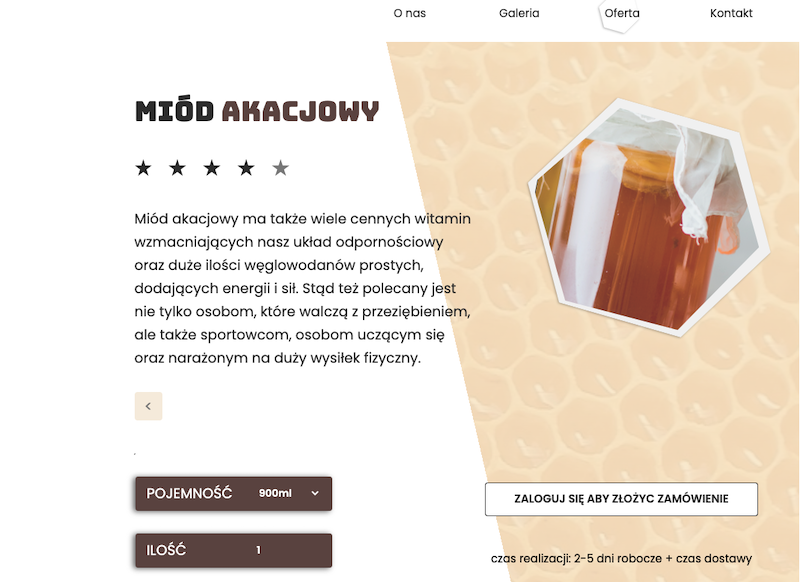 O nas Galeria Oferta Kontakt
MIÓD AKACJOWY
Miód akacjowy ma także wiele cennych witamin
wzmacniających nasz układ odpornościowy
oraz duże ilości węglowodanów prostych,
dodających energii i sił. Stąd też polecany jest
nie tylko osobom, które walczą z przeziębieniem,
ale także sportowcom, osobom uczącym się
oraz narażonym na duży wysiłek fizyczny.
POJEMNOŚĆ 900ml
ZALOGUJ SIĘ ABY ZŁOŻYC ZAMÓWIENIE
ILOŚĆ 1
czas realizacji: 2-5 dni robocze + czas dostawy